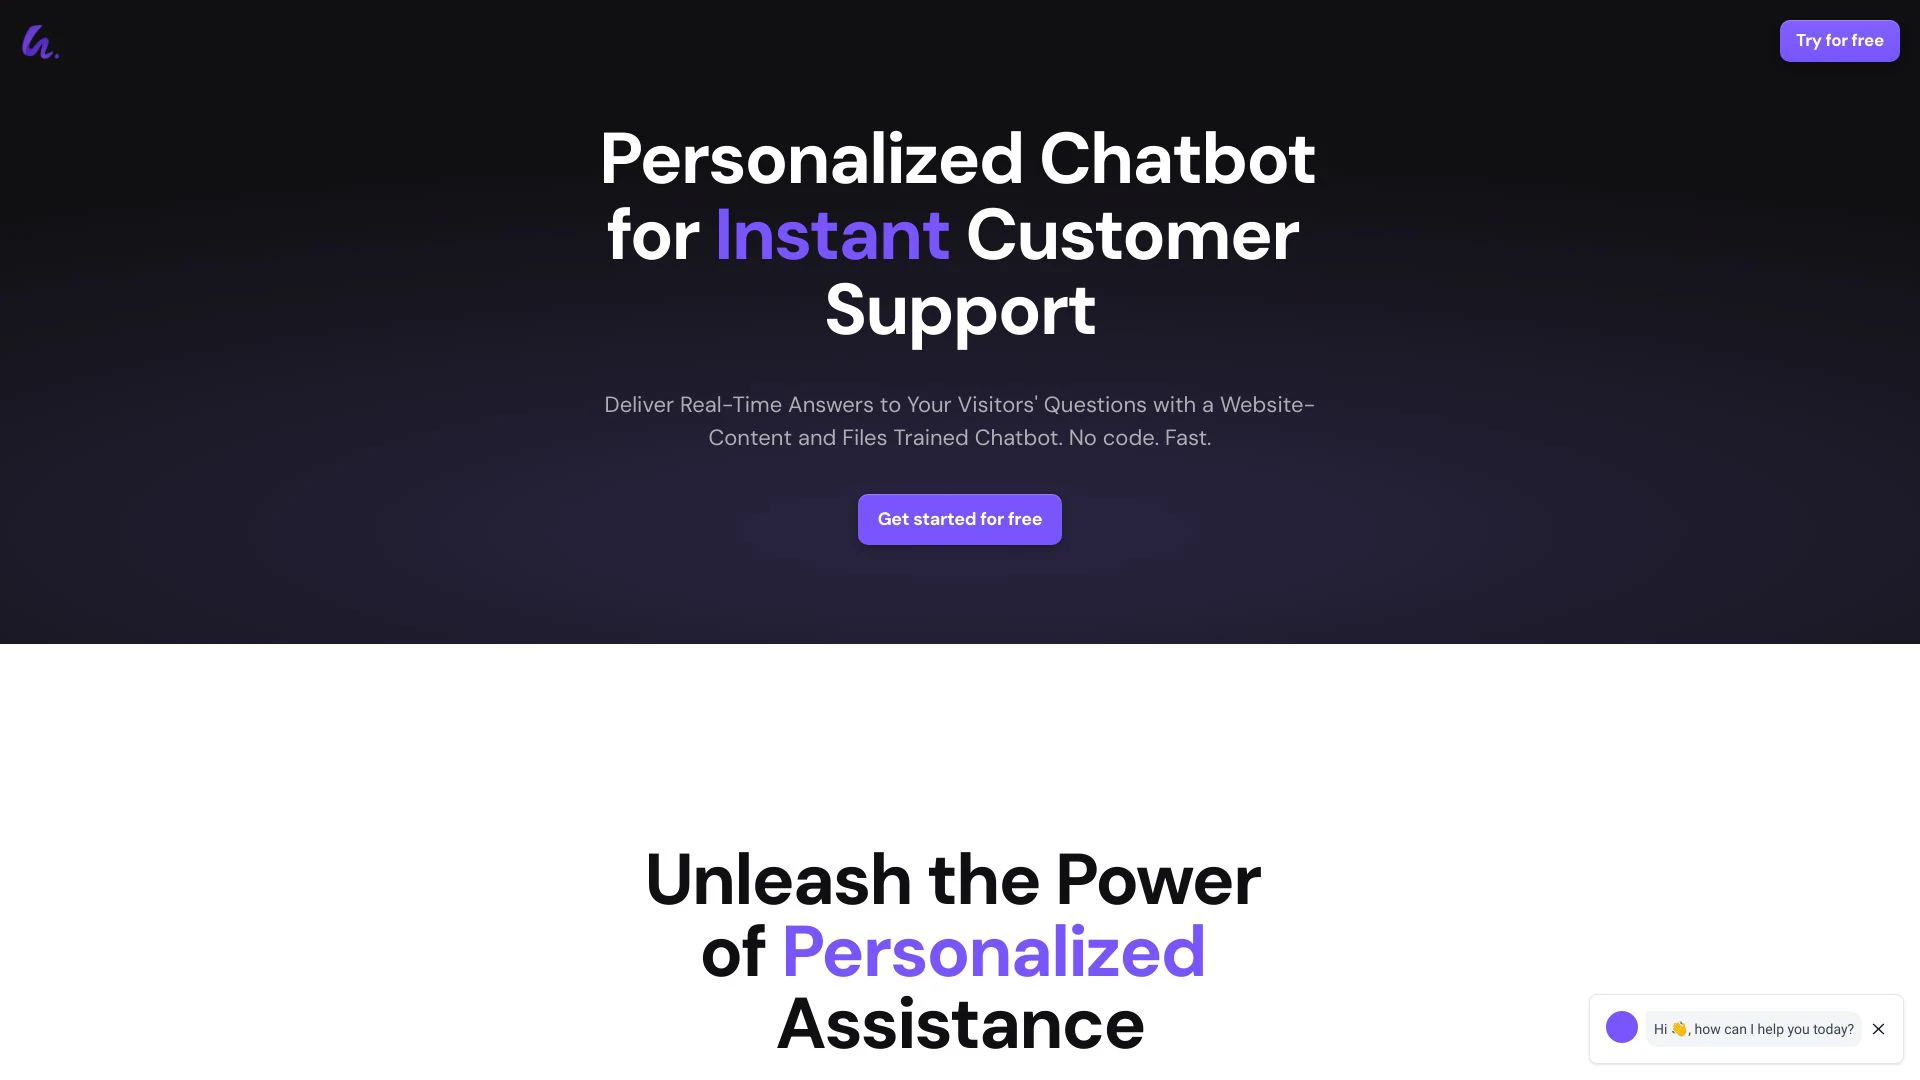 Try for free
Personalized Chatbot
for Instant Customer
Support
Deliver Real-Time Answers to Your Visitors' Questions with a Website-
Content and Files Trained Chatbot. No code. Fast.
Get started for free
Unleash the Power
of Personalized
Assistance
Hi 👋, how can I help you today?